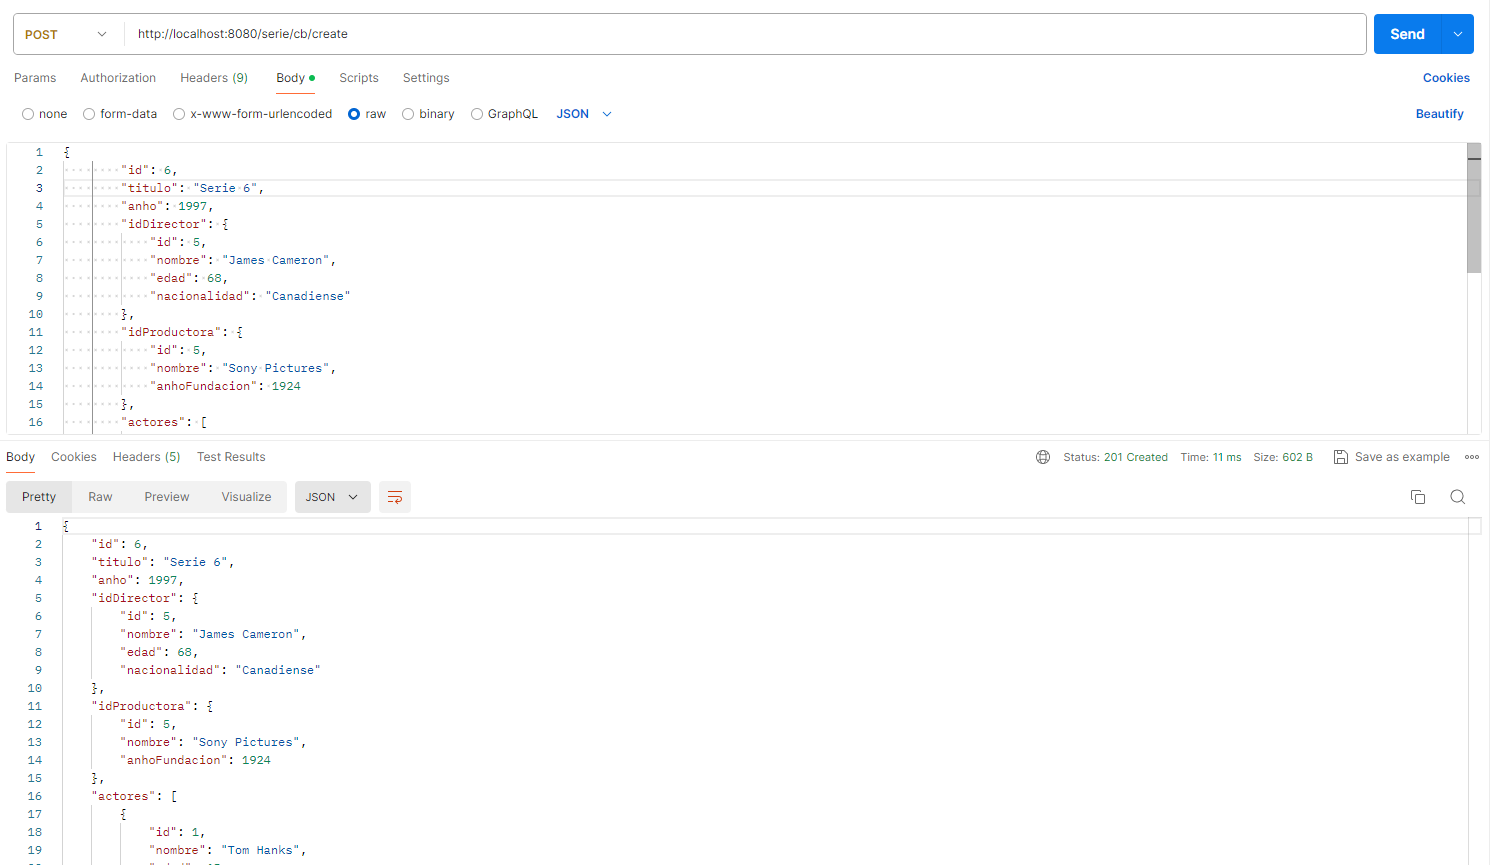 POST http://localhost:8080/serie/cb/create Send
Params Authorization Headers (9) Body Scripts Settings Cookies
none form-data x-www-form-urlencoded raw binary GraphQL JSON Beautify
1 {
2 "id": 6,
3 "titulo": "Serie 6",
4 "anho": 1997,
5 "idDirector": {
6 "id": 5,
7 "nombre": "James Cameron",
8 "edad": 68,
9 "nacionalidad": "Canadiense"
10 },
11 "idProductora": {
12 "id": 5,
13 "nombre": "Sony Pictures",
14 "anhoFundacion": 1924
15 },
16 "actores": [
Body Cookies Headers (5) Test Results Status: 201 Created Time: 11 ms Size: 602 B Save as example
Pretty Raw Preview Visualize JSON
1 {
2 "id": 6,
3 "titulo": "Serie 6",
4 "anho": 1997,
5 "idDirector": {
6 "id": 5,
7 "nombre": "James Cameron",
8 "edad": 68,
9 "nacionalidad": "Canadiense"
10 },
11 "idProductora": {
12 "id": 5,
13 "nombre": "Sony Pictures",
14 "anhoFundacion": 1924
15 },
16 "actores": [
17 {
18 "id": 1,
19 "nombre": "Tom Hanks",